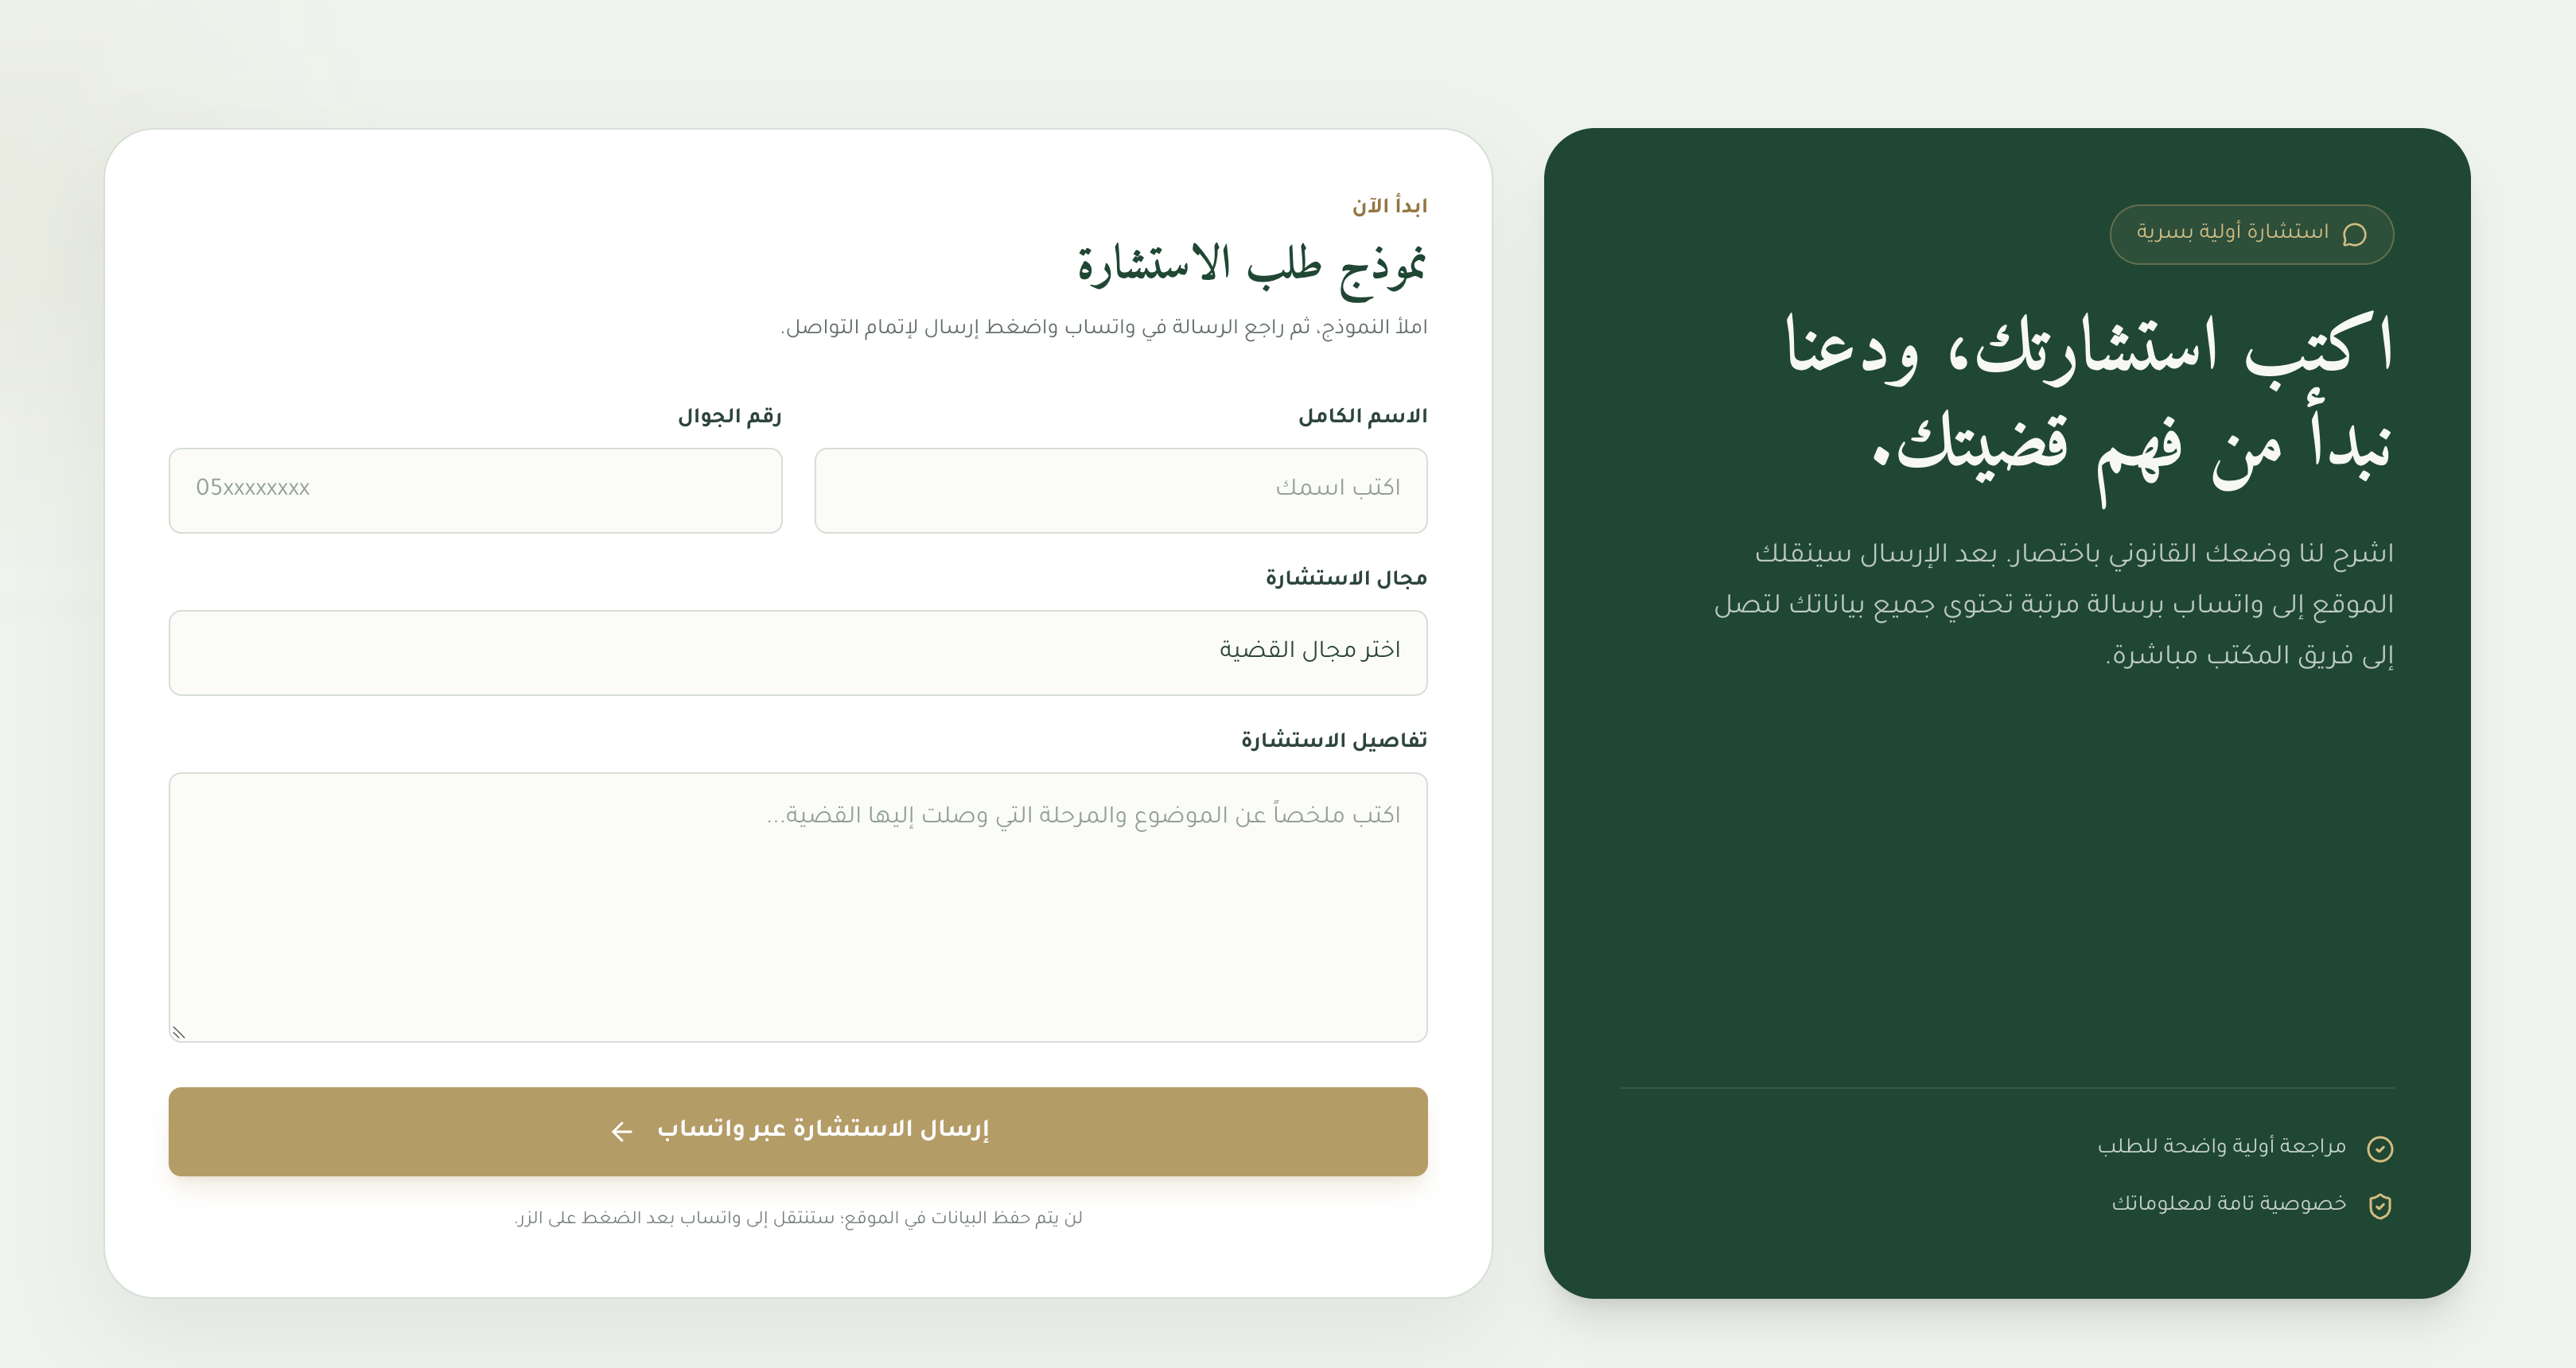 استشارة أولية بسرية
اكتب استشارتك، ودعنا
نبدأ من فهم قضيتك.
اشرح لنا وضعك القانوني باختصار. بعد الإرسال سينقلك
الموقع إلى واتساب برسالة مرتبة تحتوي جميع بياناتك لتصل
إلى فريق المكتب مباشرة.
مراجعة أولية واضحة للطلب
خصوصية تامة لمعلوماتك
ابدأ الآن
نموذج طلب الاستشارة
املأ النموذج، ثم راجع الرسالة في واتساب واضغط إرسال لإتمام التواصل.
الاسم الكامل
اكتب اسمك
رقم الجوال
05xxxxxxxx
مجال الاستشارة
اختر مجال القضية
تفاصيل الاستشارة
اكتب ملخصاً عن الموضوع والمرحلة التي وصلت إليها القضية...
إرسال الاستشارة عبر واتساب
لن يتم حفظ البيانات في الموقع؛ ستنتقل إلى واتساب بعد الضغط على الزر.